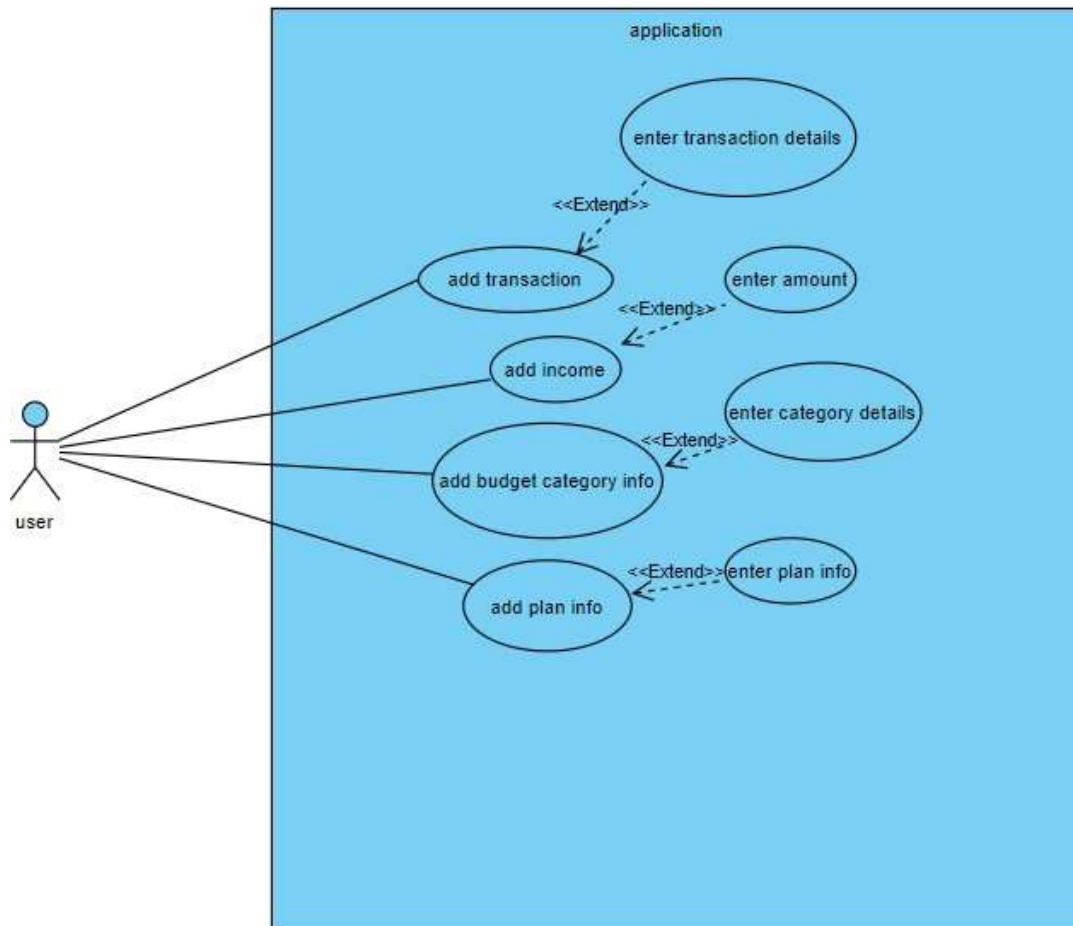 application
enter transaction details
<<Extend>>
add transaction
enter amount
<<Extend>>
add income
enter category details
<<Extend>>
add budget category info
user
<<Extend>>
enter plan info
add plan info